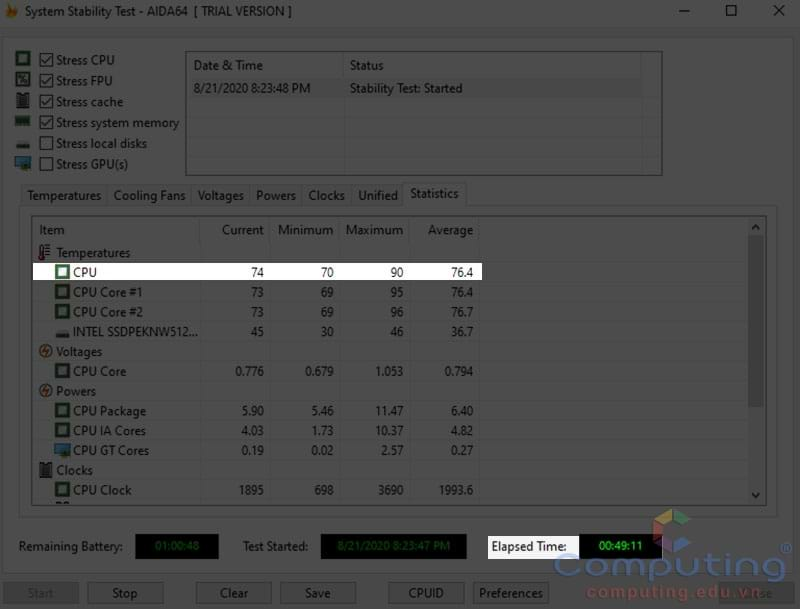 System Stability Test - AIDA64 [ TRIAL VERSION ]
Stress CPU
Stress FPU
Stress cache
Stress system memory
Stress local disks
Stress GPU(s)
Date & Time Status
8/21/2020 8:23:48 PM Stability Test: Started
Temperatures Cooling Fans Voltages Powers Clocks Unified Statistics
Item Current Minimum Maximum Average
Temperatures
CPU 74 70 90 76.4
CPU Core #1 73 69 95 76.4
CPU Core #2 73 69 96 76.7
INTEL SSDPEKNW512... 45 30 46 36.7
Voltages
CPU Core 0.776 0.679 1.053 0.794
Powers
CPU Package 5.90 5.46 11.47 6.40
CPU IA Cores 4.03 1.73 10.37 4.82
CPU GT Cores 0.19 0.02 2.57 0.27
Clocks
CPU Clock 1895 698 3690 1993.6
Remaining Battery: 01:00:48 Test Started: 8/21/2020 8:23:47 PM Elapsed Time: 00:49:11
Computing®
computing.edu.vn
Start Stop Clear Save CPUID Preferences